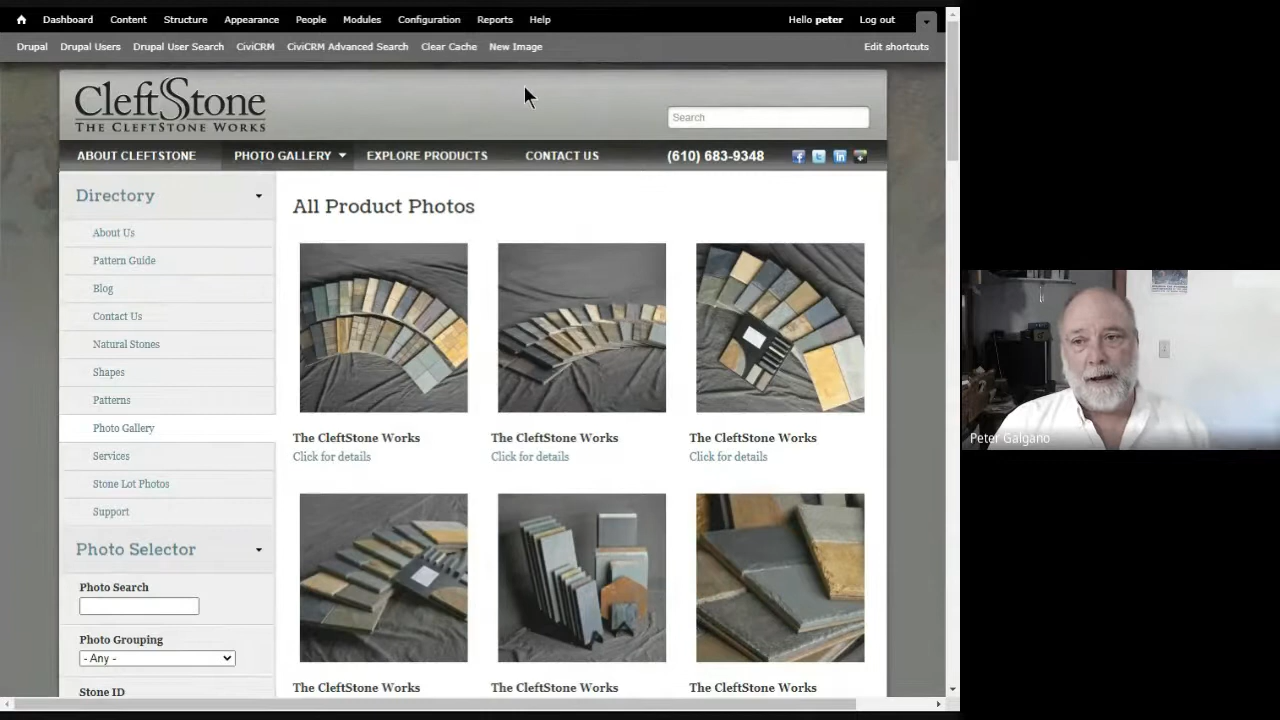 Dashboard Content Structure Appearance People Modules Configuration Reports Help Hello peter Log out
Drupal Drupal Users Drupal User Search CiviCRM CiviCRM Advanced Search Clear Cache New Image Edit shortcuts
CleftStone
THE CLEFTSTONE WORKS
Search
ABOUT CLEFTSTONE PHOTO GALLERY EXPLORE PRODUCTS CONTACT US (610) 683-9348
Directory
About Us
Pattern Guide
Blog
Contact Us
Natural Stones
Shapes
Patterns
Photo Gallery
Services
Stone Lot Photos
Support
Photo Selector
Photo Search
Photo Grouping
- Any -
Stone ID
All Product Photos
The CleftStone Works The CleftStone Works The CleftStone Works
Click for details Click for details Click for details
The CleftStone Works The CleftStone Works The CleftStone Works
Peter Galgano